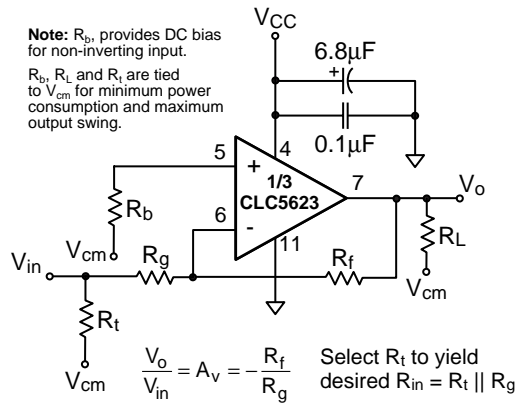 Note: Rb, provides DC bias
for non-inverting input.
Rb, RL and Rt are tied
to Vcm for minimum power
consumption and maximum
output swing.
VCC
6.8µF
+
0.1µF
5
+
4
1/3
CLC5623
7
Vo
Rb
6
-
11
Rf
RL
Vcm
Vin
Rg
Vcm
Rt
Vcm
Vo/Vin = Av = -Rf/Rg
Select Rt to yield
desired Rin = Rt || Rg